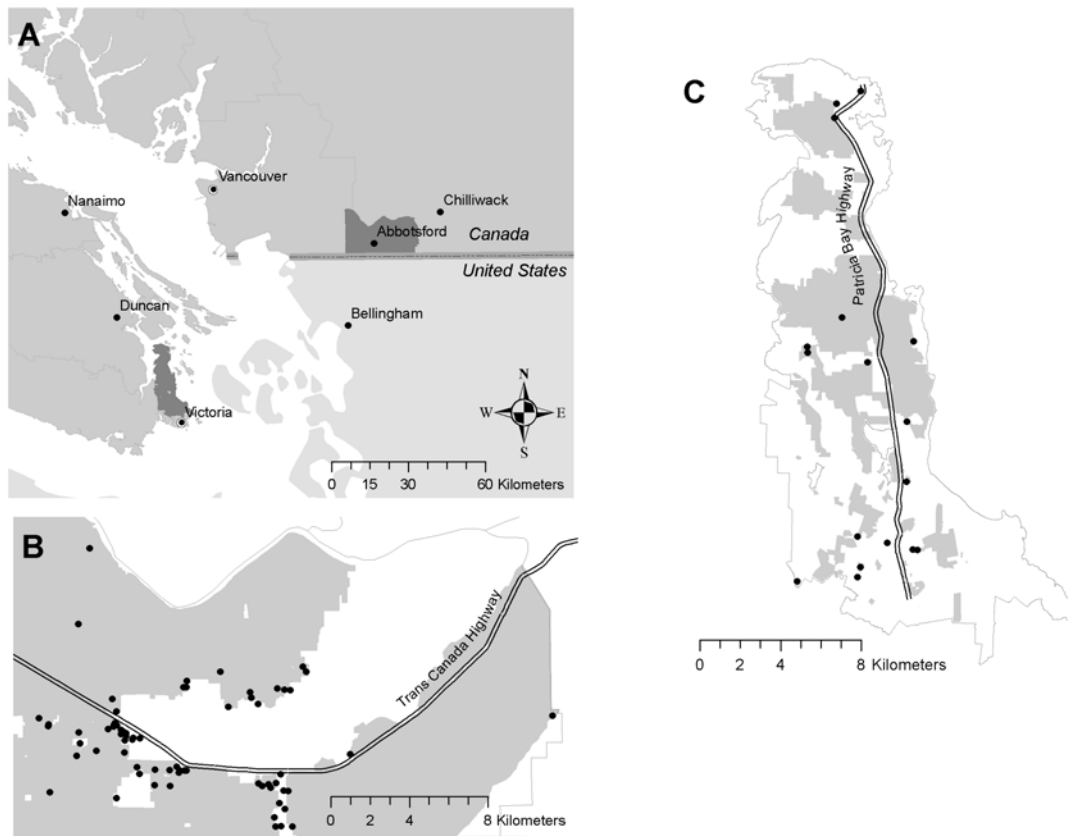 A
Vancouver
Nanaimo
Chilliwack
Abbotsford
Canada
United States
Duncan
Bellingham
Victoria
N
W E
S
0 15 30 60 Kilometers
B
Trans Canada Highway
0 2 4 8 Kilometers
C
Patricia Bay Highway
0 2 4 8 Kilometers